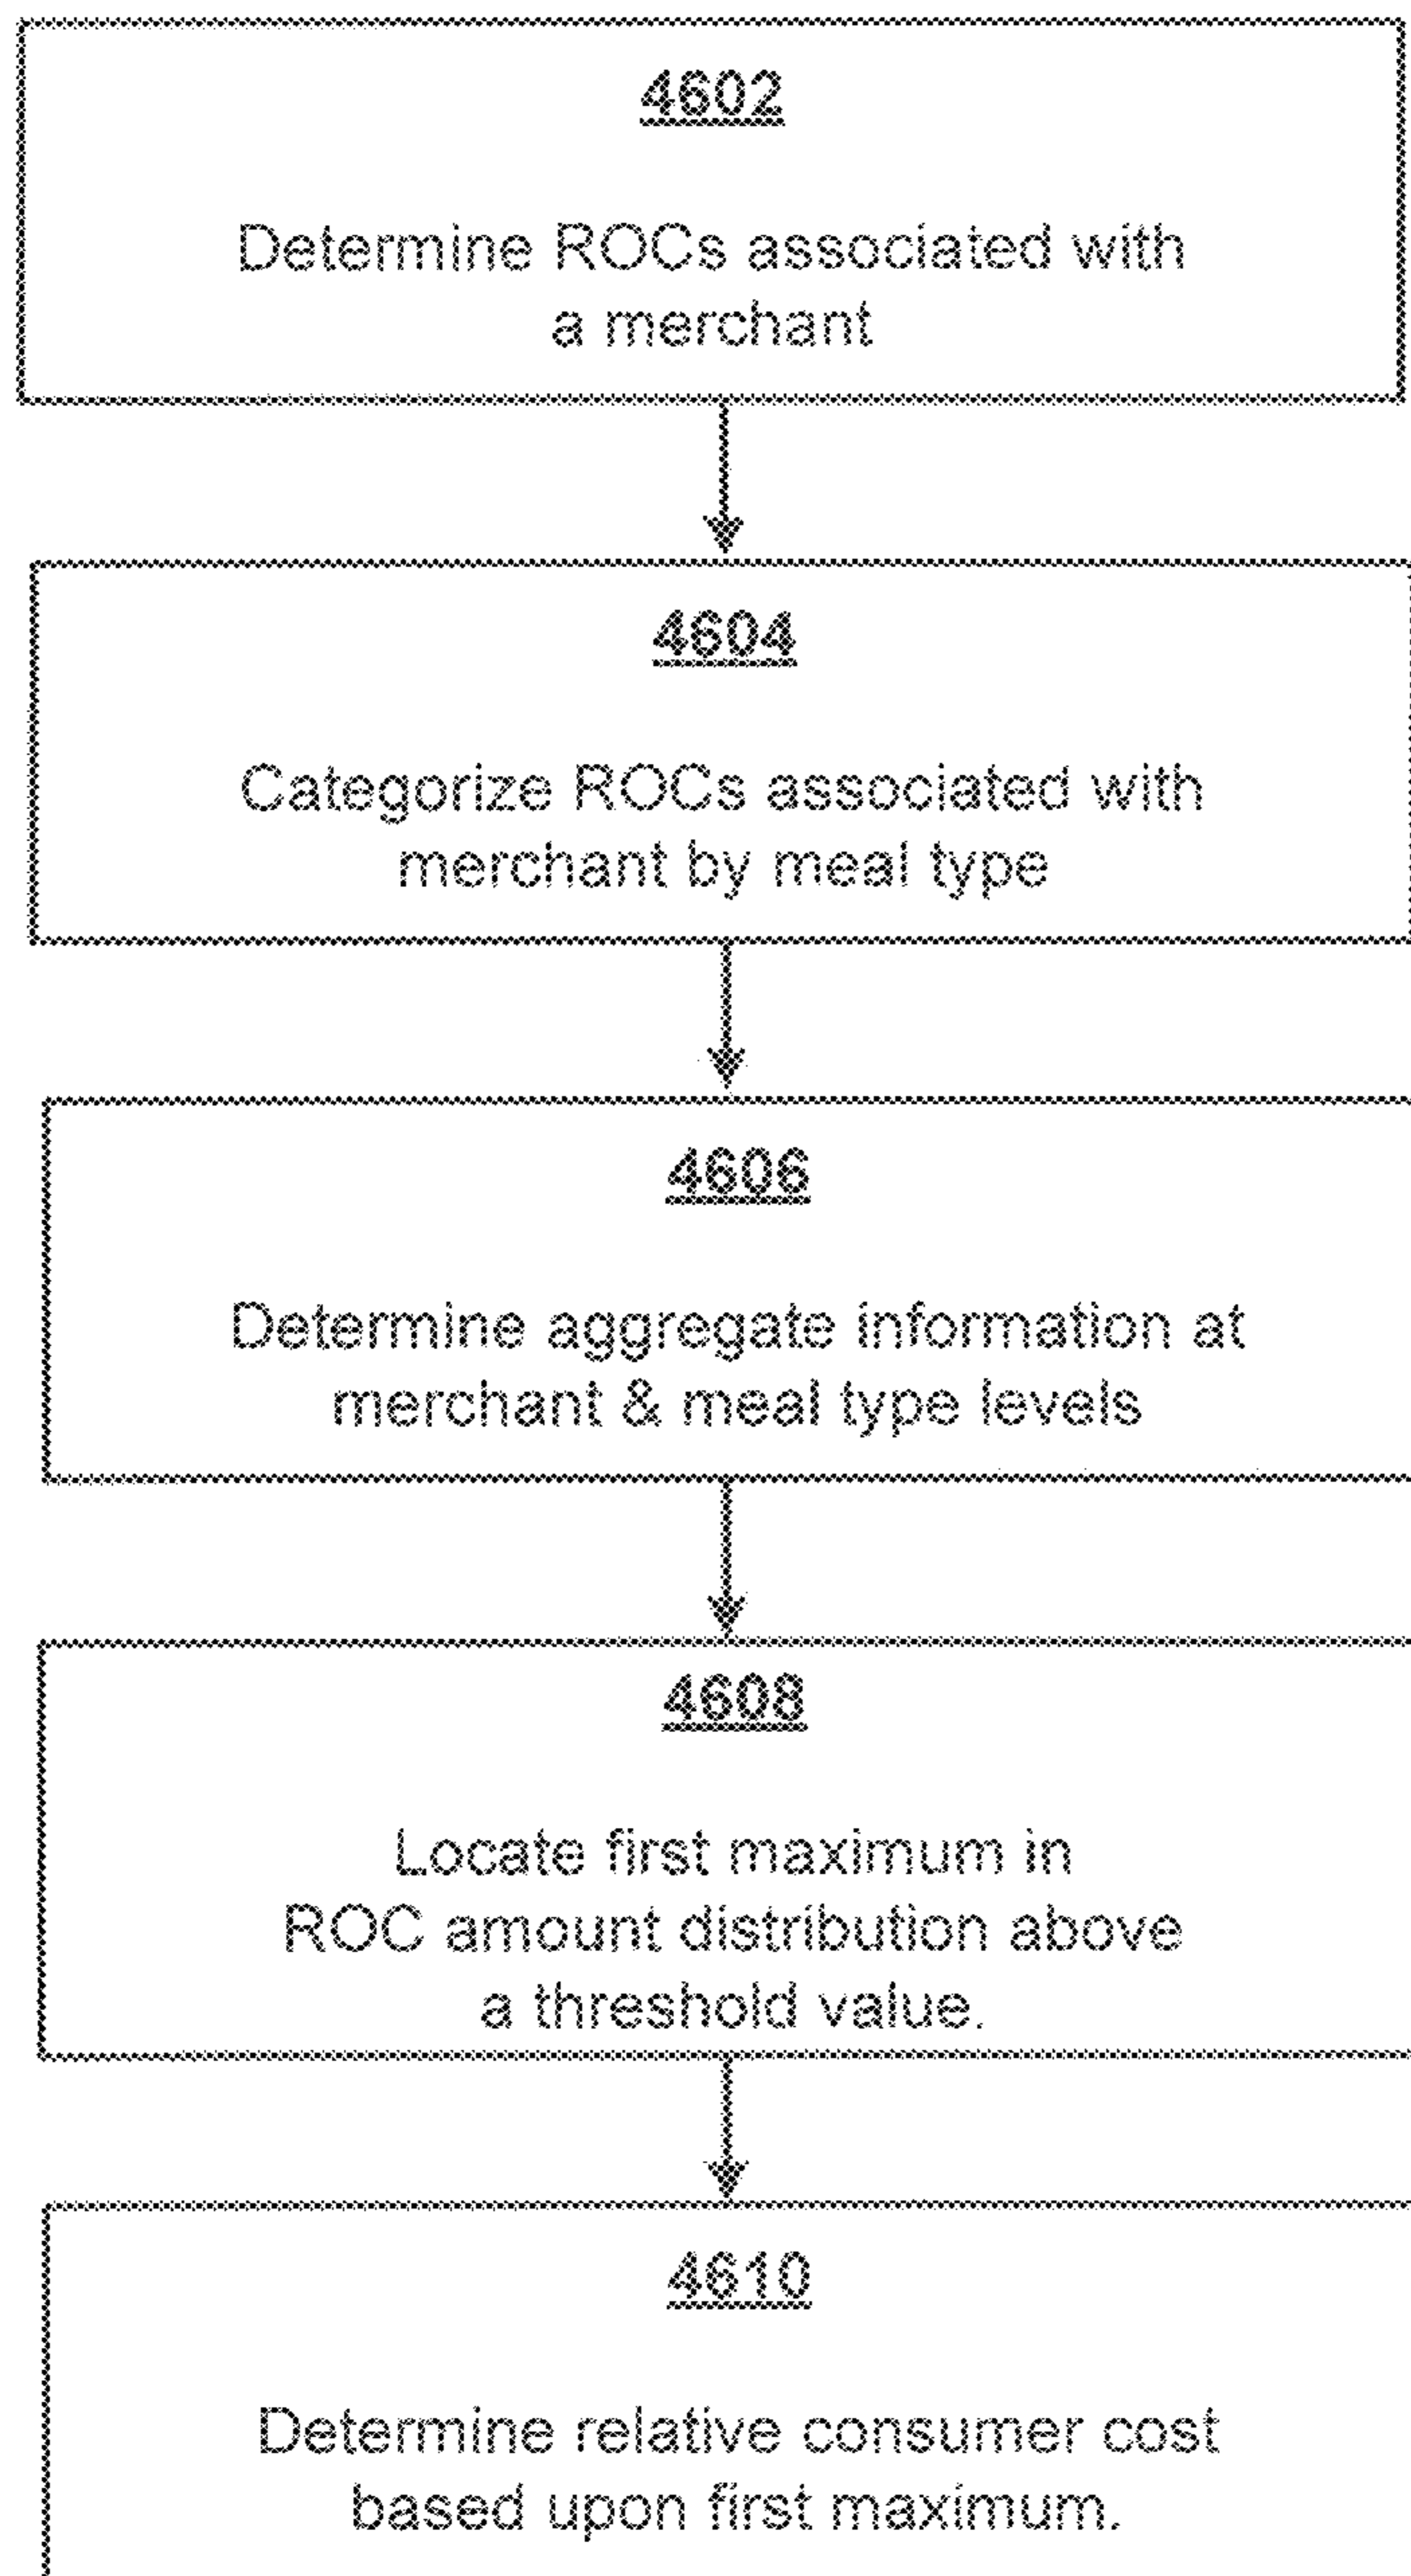 4602
Determine ROCs associated with
a merchant
4604
Categorize ROCs associated with
merchant by meal type
4606
Determine aggregate information at
merchant & meal type levels
4608
Locate first maximum in
ROC amount distribution above
a threshold value.
4610
Determine relative consumer cost
based upon first maximum.